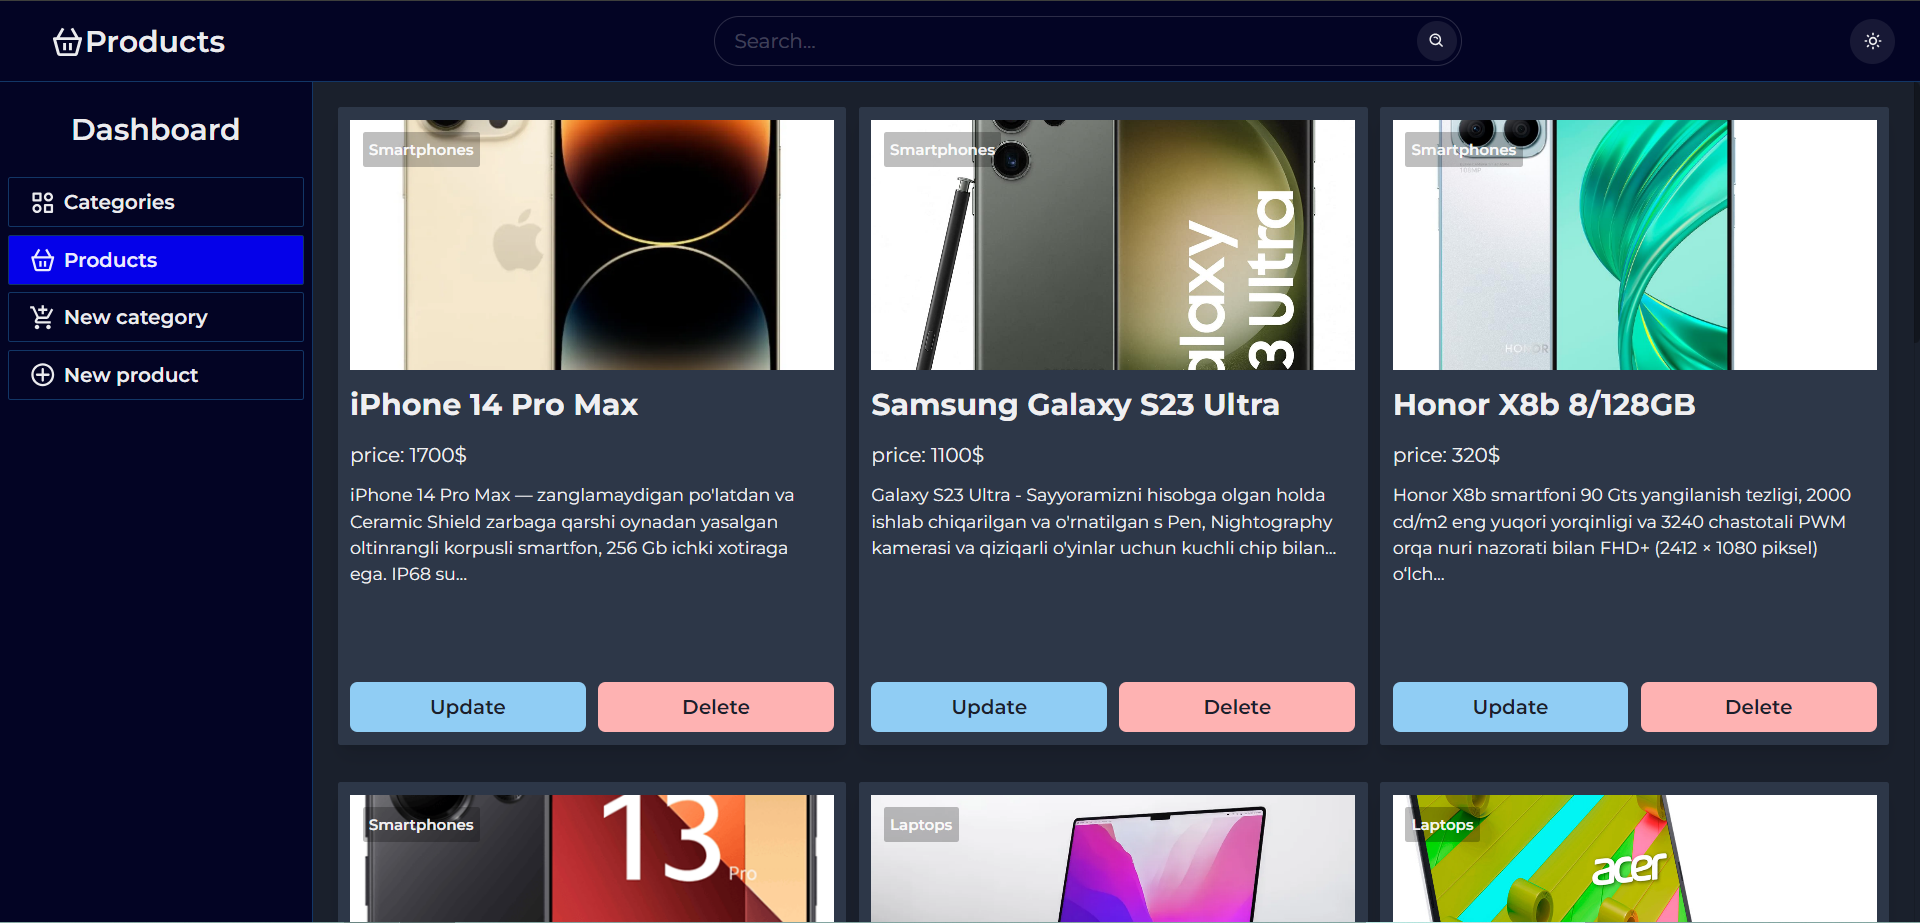 Products
Search...
Dashboard
Categories
Products
New category
New product
Smartphones
Smartphones
Galaxy
S23 Ultra
Smartphones
HONOR
iPhone 14 Pro Max
price: 1700$
iPhone 14 Pro Max — zanglamaydigan po'latdan va
Ceramic Shield zarbaga qarshi oynadan yasalgan
oltinrangli korpusli smartfon, 256 Gb ichki xotiraga
ega. IP68 su...
Update
Delete
Samsung Galaxy S23 Ultra
price: 1100$
Galaxy S23 Ultra - Sayyoramizni hisobga olgan holda
ishlab chiqarilgan va o'rnatilgan s Pen, Nightography
kamerasi va qiziqarli o'yinlar uchun kuchli chip bilan...
Update
Delete
Honor X8b 8/128GB
price: 320$
Honor X8b smartfoni 90 Gts yangilanish tezligi, 2000
cd/m2 eng yuqori yorqinligi va 3240 chastotali PWM
orqa nuri nazorati bilan FHD+ (2412 × 1080 piksel)
oʻlch...
Update
Delete
Smartphones
13
Pro
Laptops
Laptops
acer